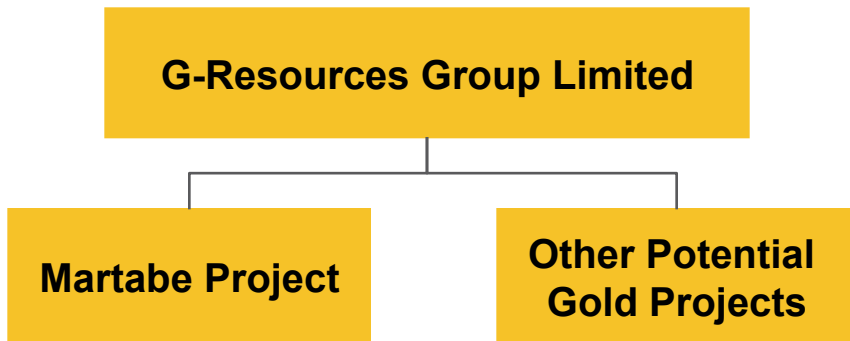 G-Resources Group Limited
Martabe Project
Other Potential
Gold Projects